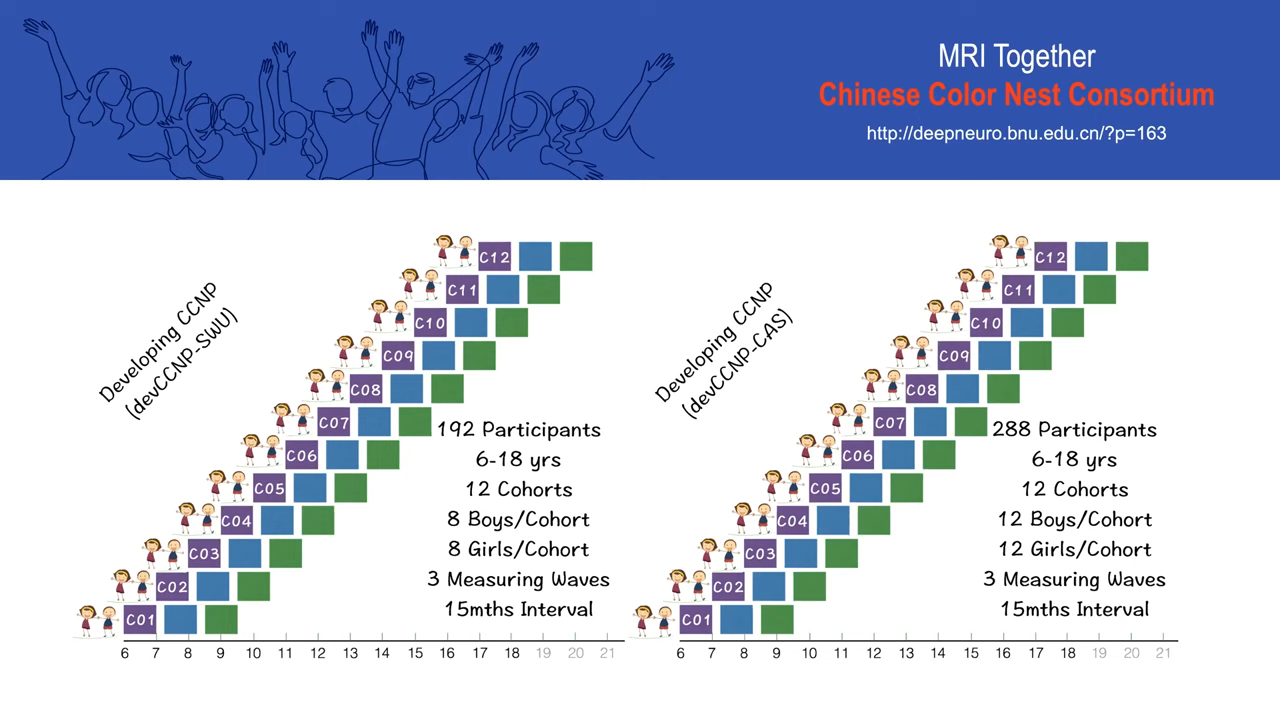 MRI Together
Chinese Color Nest Consortium
http://deepneuro.bnu.edu.cn/?p=163
Developing CCNP
(devCCNP-SWU)
C12
C11
C10
C09
C08
C07
C06
C05
C04
C03
C02
C01
192 Participants
6-18 yrs
12 Cohorts
8 Boys/Cohort
8 Girls/Cohort
3 Measuring Waves
15mths Interval
6 7 8 9 10 11 12 13 14 15 16 17 18 19 20 21
Developing CCNP
(devCCNP-CAS)
C12
C11
C10
C09
C08
C07
C06
C05
C04
C03
C02
C01
288 Participants
6-18 yrs
12 Cohorts
12 Boys/Cohort
12 Girls/Cohort
3 Measuring Waves
15mths Interval
6 7 8 9 10 11 12 13 14 15 16 17 18 19 20 21